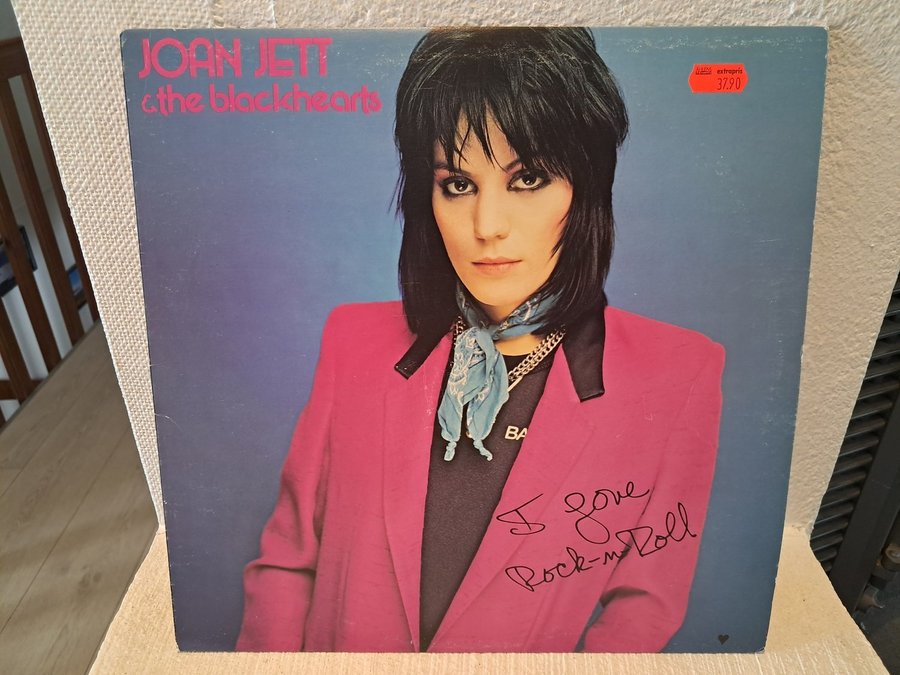 JOAN JETT
& the blackhearts
extrapris
37.90
BA
I Love
Rock-n Roll